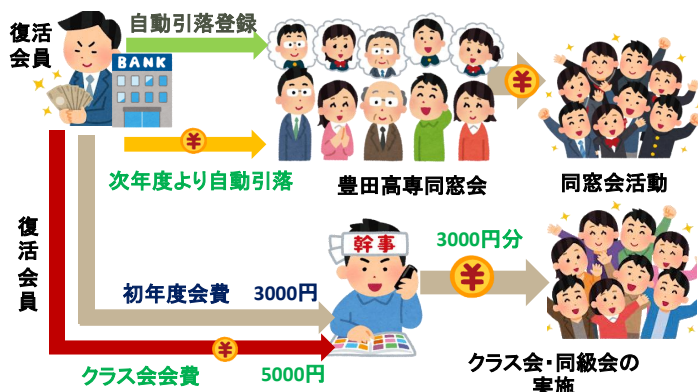 復活
会員
自動引落登録
BANK
¥
¥
次年度より自動引落
豊田高専同窓会
同窓会活動
復活会員
幹事
3000円分
¥
初年度会費 3000円
¥
クラス会会費 5000円
クラス会・同級会の
実施